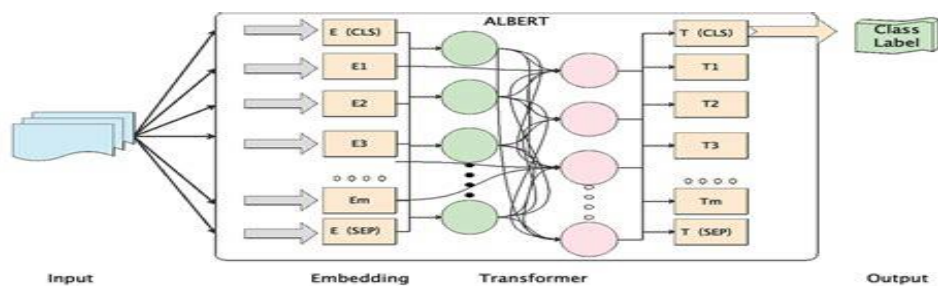 ALBERT
E (CLS)
E1
E2
E3
Em
E (SEP)
T (CLS)
T1
T2
T3
Tm
T (SEP)
Class
Label
Input
Embedding
Transformer
Output